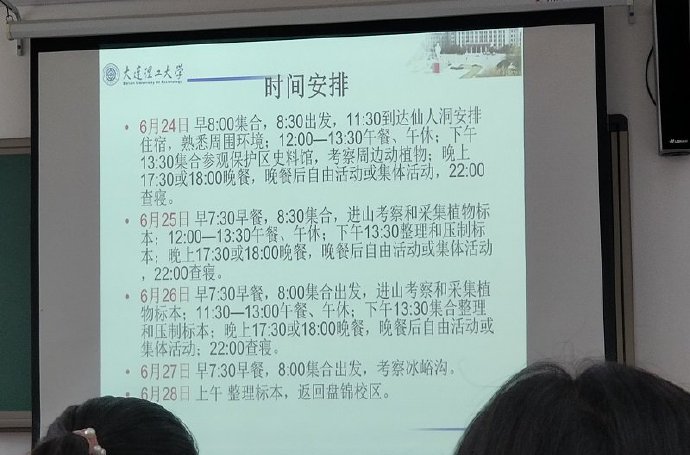 大连理工大学
时间安排
• 6月24日 早8:00集合，8:30出发，11:30到达仙人洞安排
住宿，熟悉周围环境；12:00—13:30午餐、午休；下午
13:30集合参观保护区史料馆，考察周边动植物；晚上
17:30或18:00晚餐，晚餐后自由活动或集体活动，22:00
查寝。
• 6月25日 早7:30早餐，8:30集合，进山考察和采集植物标
本；12:00—13:30午餐、午休；下午13:30整理和压制标
本；晚上17:30或18:00晚餐，晚餐后自由活动或集体活动
，22:00查寝。
• 6月26日 早7:30早餐，8:00集合出发，进山考察和采集植
物标本；11:30—13:00午餐、午休；下午13:30集合整理
和压制标本；晚上17:30或18:00晚餐，晚餐后自由活动或
集体活动；22:00查寝。
• 6月27日 早7:30早餐，8:00集合出发，考察冰峪沟。
• 6月28日 上午 整理标本，返回盘锦校区。